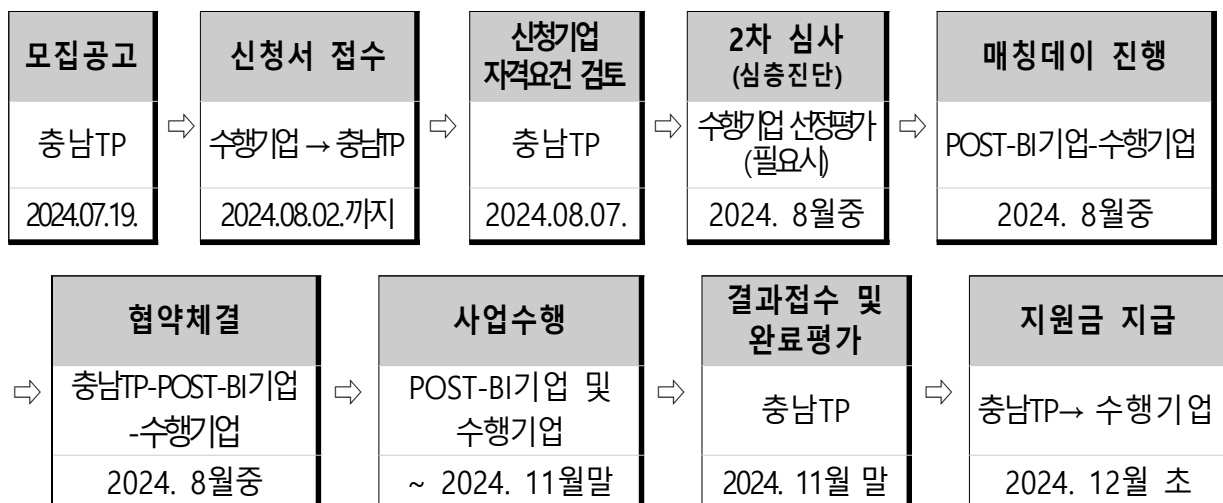 모집공고
충남TP
2024.07.19.
⇨
신청서 접수
수행기업 → 충남TP
2024.08.02.까지
⇨
신청기업
자격요건 검토
충남TP
2024.08.07.
⇨
2차 심사
(심층진단)
수행기업 선정평가
(필요시)
2024. 8월중
⇨
매칭데이 진행
POST-BI기업-수행기업
2024. 8월중
⇨
협약체결
충남TP-POST-BI기업
-수행기업
2024. 8월중
⇨
사업수행
POST-BI기업 및
수행기업
~ 2024. 11월말
⇨
결과접수 및
완료평가
충남TP
2024. 11월 말
⇨
지원금 지급
충남TP→ 수행기업
2024. 12월 초